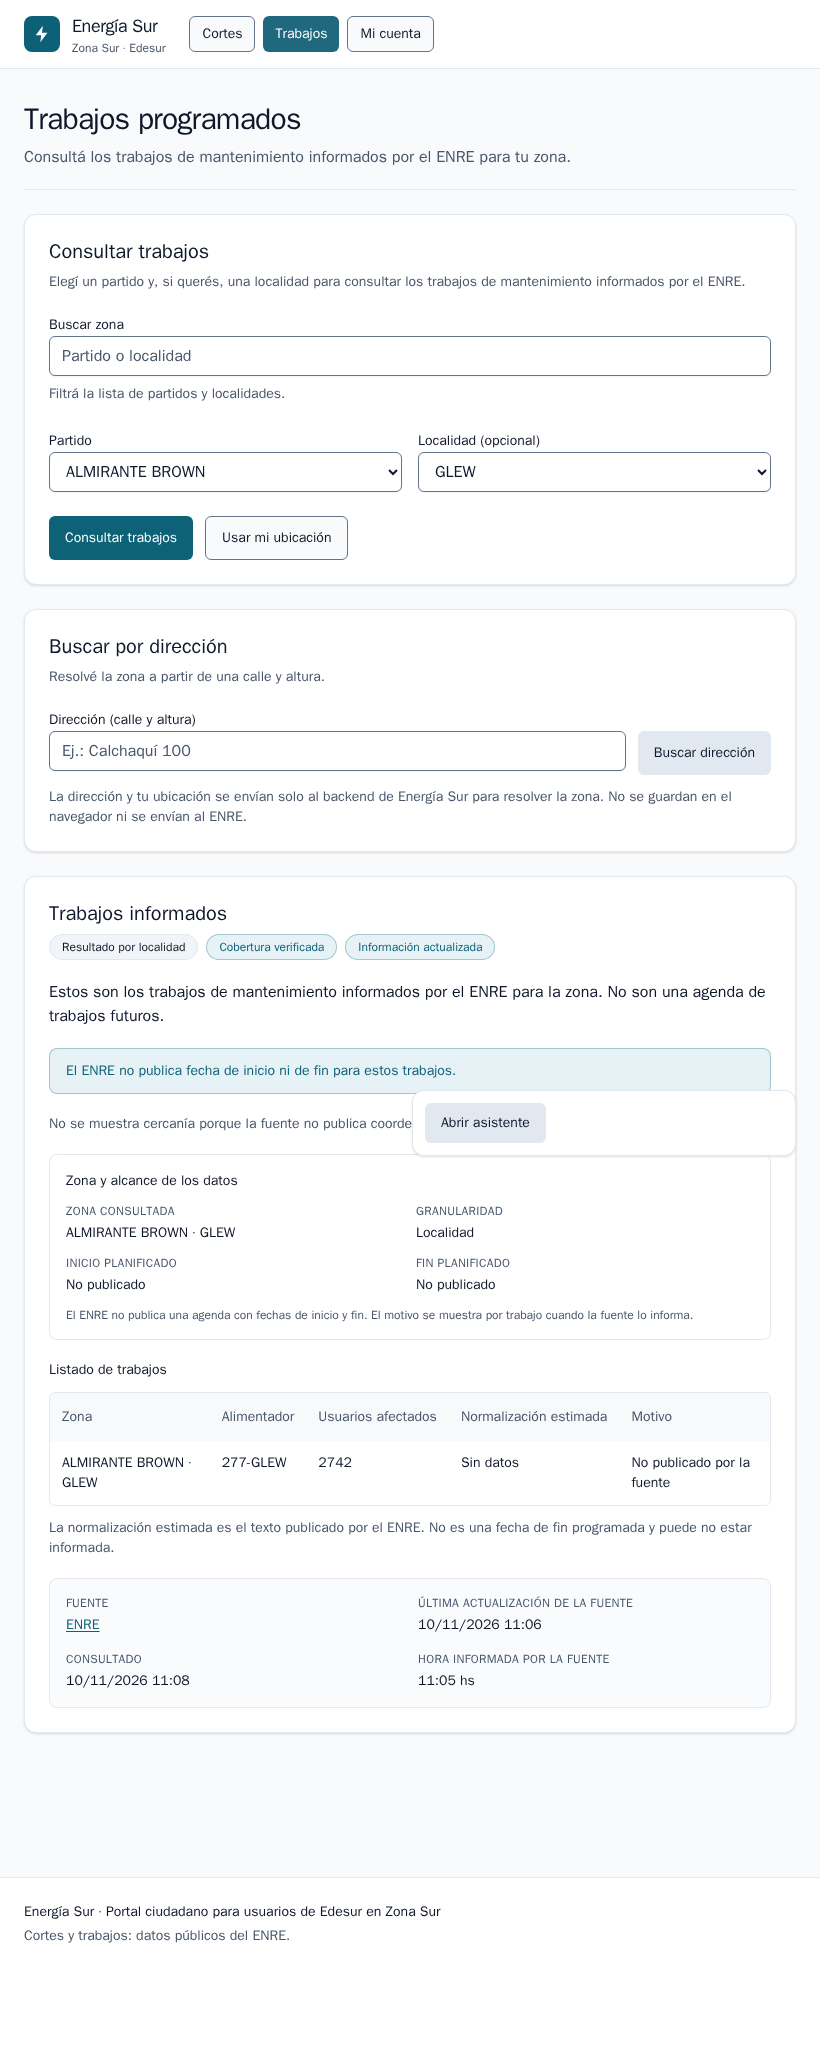 Energía Sur
Zona Sur · Edesur
Cortes
Trabajos
Mi cuenta
Trabajos programados
Consultá los trabajos de mantenimiento informados por el ENRE para tu zona.
Consultar trabajos
Elegí un partido y, si querés, una localidad para consultar los trabajos de mantenimiento informados por el ENRE.
Buscar zona
Partido o localidad
Filtrá la lista de partidos y localidades.
Partido
Localidad (opcional)
ALMIRANTE BROWN
GLEW
Consultar trabajos
Usar mi ubicación
Buscar por dirección
Resolvé la zona a partir de una calle y altura.
Dirección (calle y altura)
Ej.: Calchaquí 100
Buscar dirección
La dirección y tu ubicación se envían solo al backend de Energía Sur para resolver la zona. No se guardan en el
navegador ni se envían al ENRE.
Trabajos informados
Resultado por localidad
Cobertura verificada
Información actualizada
Estos son los trabajos de mantenimiento informados por el ENRE para la zona. No son una agenda de
trabajos futuros.
El ENRE no publica fecha de inicio ni de fin para estos trabajos.
No se muestra cercanía porque la fuente no publica coorde
Abrir asistente
Zona y alcance de los datos
ZONA CONSULTADA
GRANULARIDAD
ALMIRANTE BROWN · GLEW
Localidad
INICIO PLANIFICADO
FIN PLANIFICADO
No publicado
No publicado
El ENRE no publica una agenda con fechas de inicio y fin. El motivo se muestra por trabajo cuando la fuente lo informa.
Listado de trabajos
Zona
Alimentador
Usuarios afectados
Normalización estimada
Motivo
ALMIRANTE BROWN ·
GLEW
277-GLEW
2742
Sin datos
No publicado por la
fuente
La normalización estimada es el texto publicado por el ENRE. No es una fecha de fin programada y puede no estar
informada.
FUENTE
ÚLTIMA ACTUALIZACIÓN DE LA FUENTE
ENRE
10/11/2026 11:06
CONSULTADO
HORA INFORMADA POR LA FUENTE
10/11/2026 11:08
11:05 hs
Energía Sur · Portal ciudadano para usuarios de Edesur en Zona Sur
Cortes y trabajos: datos públicos del ENRE.